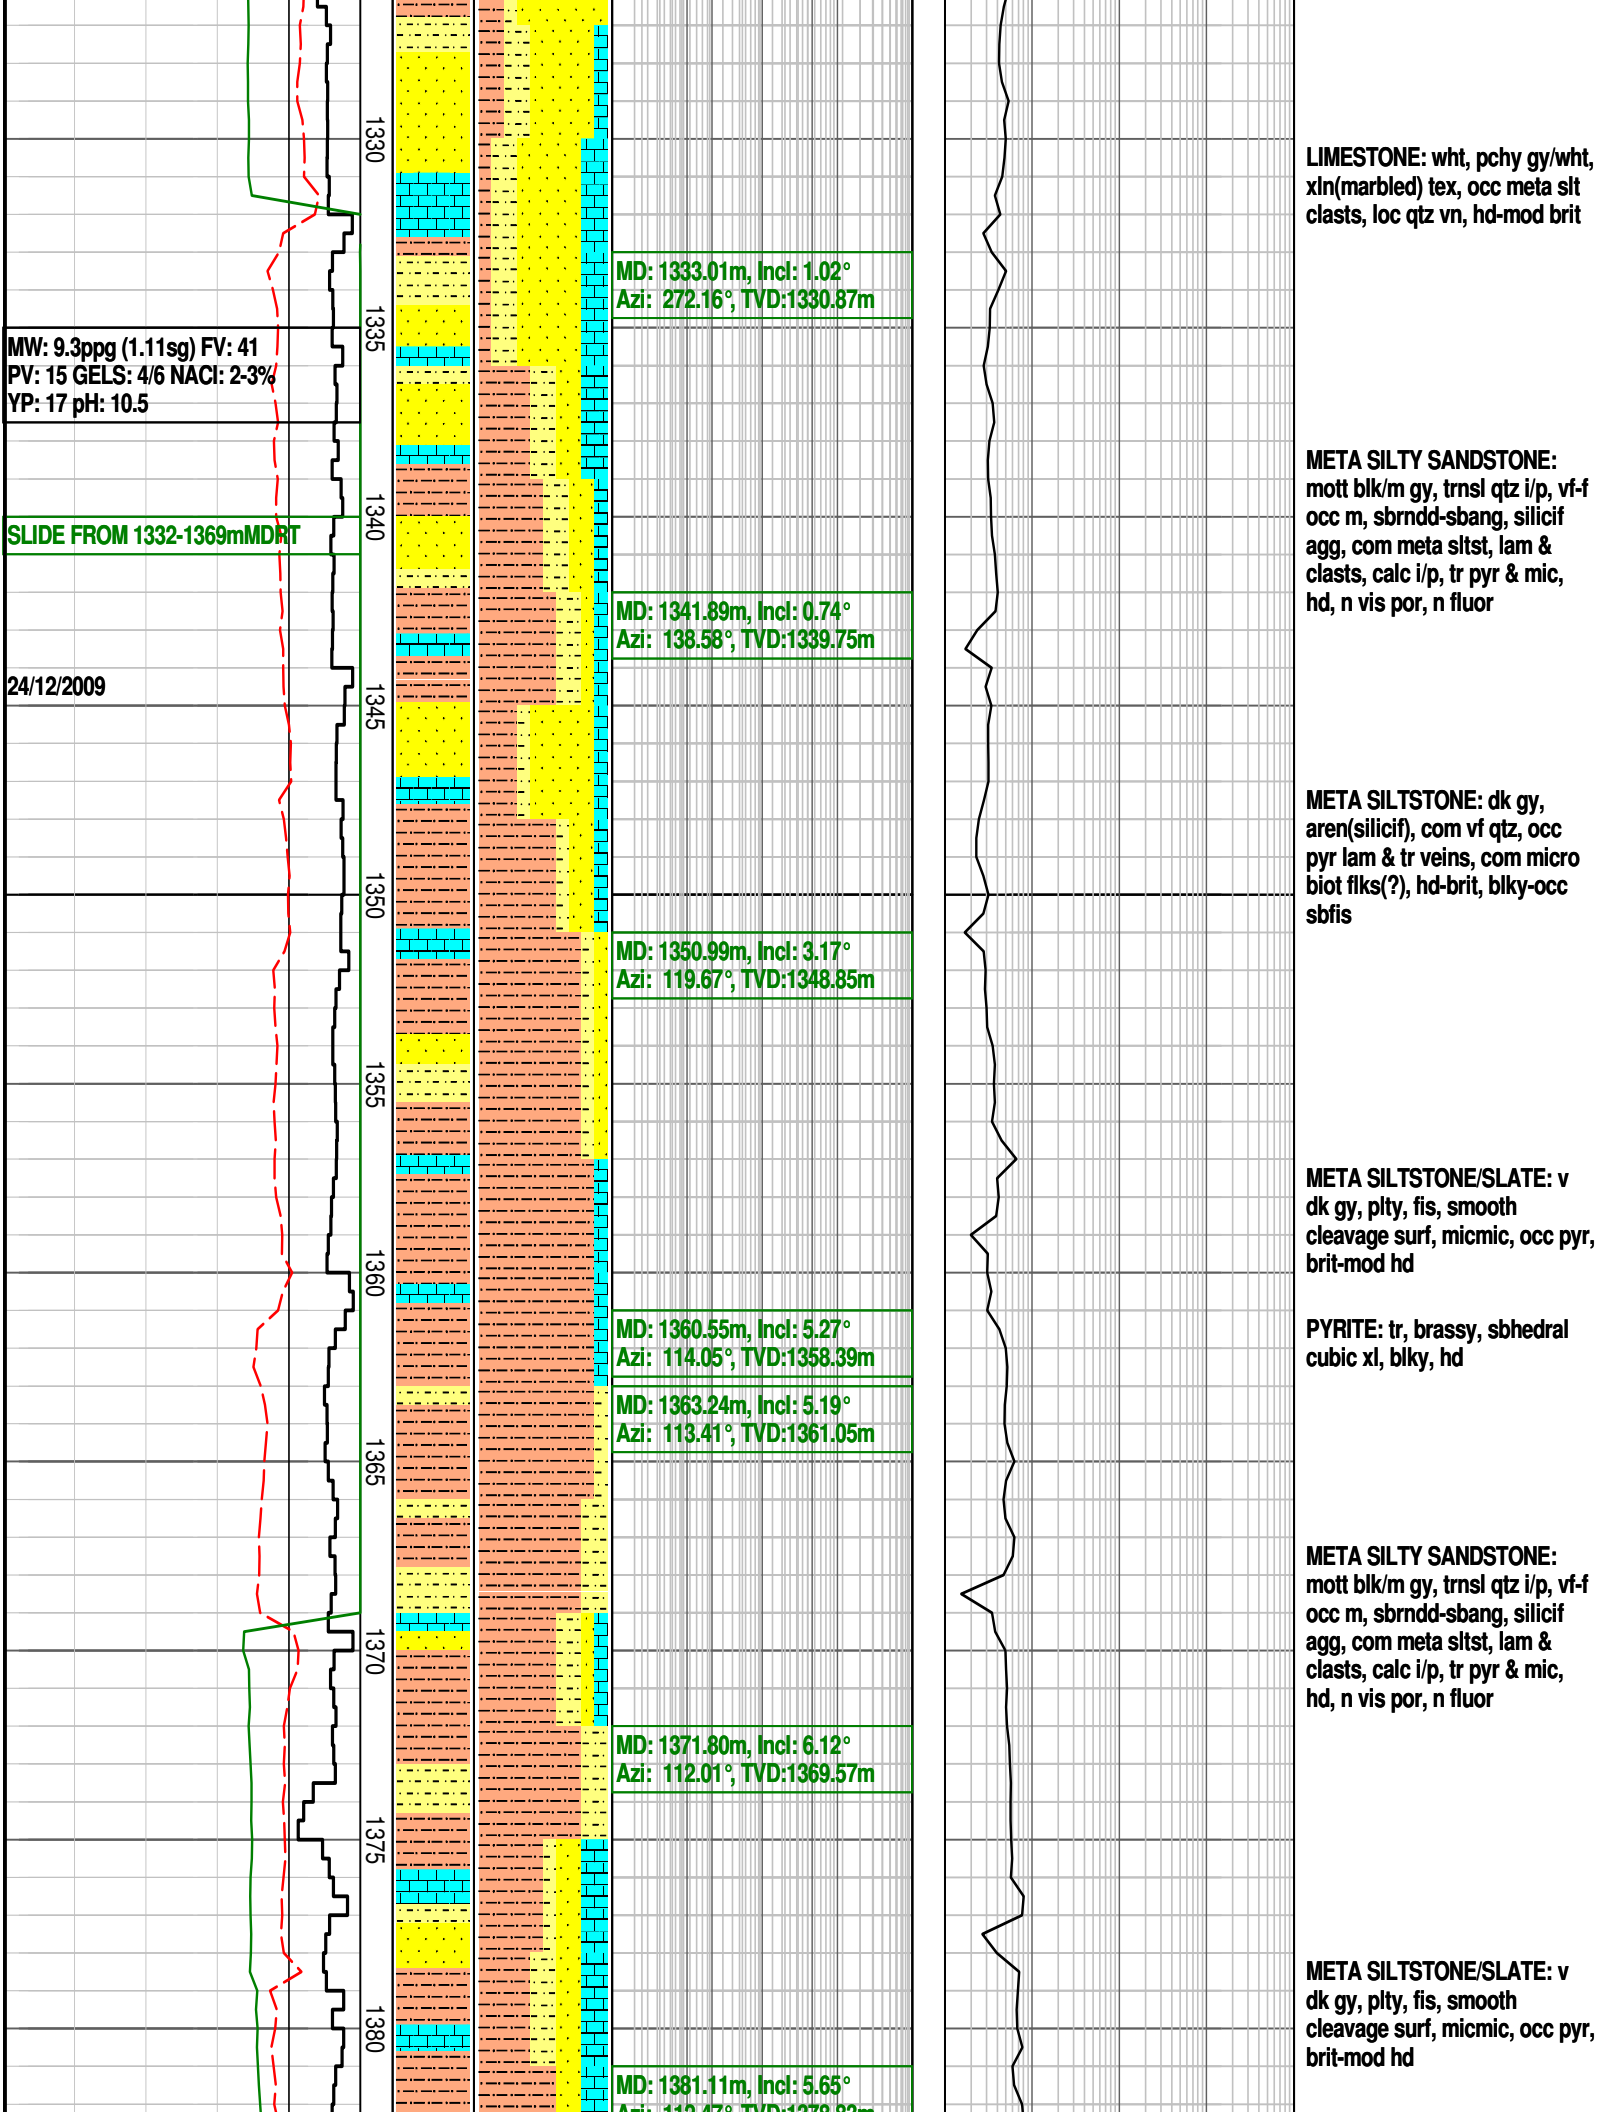 1330
LIMESTONE: wht, pchy gy/wht,
xln(marbled) tex, occ meta slt
clasts, loc qtz vn, hd-mod brit
MD: 1333.01m, Incl: 1.02°
Azi: 272.16°, TVD:1330.87m
1335
MW: 9.3ppg (1.11sg) FV: 41
PV: 15 GELS: 4/6 NACl: 2-3%
YP: 17 pH: 10.5
META SILTY SANDSTONE:
mott blk/m gy, trnsl qtz i/p, vf-f
occ m, sbrndd-sbang, silicif
agg, com meta sltst, lam &
clasts, calc i/p, tr pyr & mic,
hd, n vis por, n fluor
1340
SLIDE FROM 1332-1369mMDRT
MD: 1341.89m, Incl: 0.74°
Azi: 138.58°, TVD:1339.75m
24/12/2009
1345
META SILTSTONE: dk gy,
aren(silicif), com vf qtz, occ
pyr lam & tr veins, com micro
biot flks(?), hd-brit, blky-occ
sbfis
1350
MD: 1350.99m, Incl: 3.17°
Azi: 119.67°, TVD:1348.85m
1355
META SILTSTONE/SLATE: v
dk gy, plty, fis, smooth
cleavage surf, micmic, occ pyr,
brit-mod hd
1360
PYRITE: tr, brassy, sbhedral
cubic xl, blky, hd
MD: 1360.55m, Incl: 5.27°
Azi: 114.05°, TVD:1358.39m
MD: 1363.24m, Incl: 5.19°
Azi: 113.41°, TVD:1361.05m
1365
META SILTY SANDSTONE:
mott blk/m gy, trnsl qtz i/p, vf-f
occ m, sbrndd-sbang, silicif
agg, com meta sltst, lam &
clasts, calc i/p, tr pyr & mic,
hd, n vis por, n fluor
1370
MD: 1371.80m, Incl: 6.12°
Azi: 112.01°, TVD:1369.57m
1375
META SILTSTONE/SLATE: v
dk gy, plty, fis, smooth
cleavage surf, micmic, occ pyr,
brit-mod hd
1380
MD: 1381.11m, Incl: 5.65°